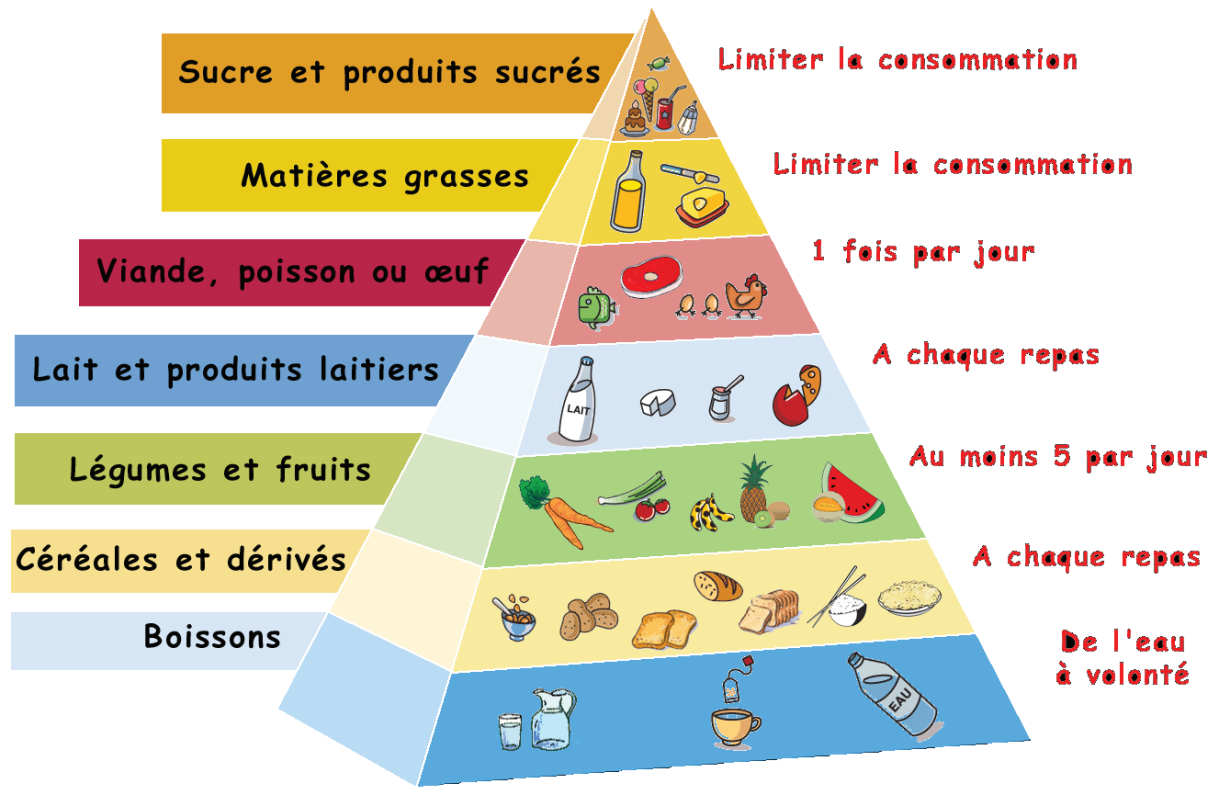 Sucre et produits sucrés
Limiter la consommation
Matières grasses
Limiter la consommation
Viande, poisson ou œuf
1 fois par jour
Lait et produits laitiers
A chaque repas
LAIT
Légumes et fruits
Au moins 5 par jour
Céréales et dérivés
A chaque repas
Boissons
De l'eau
à volonté
EAU